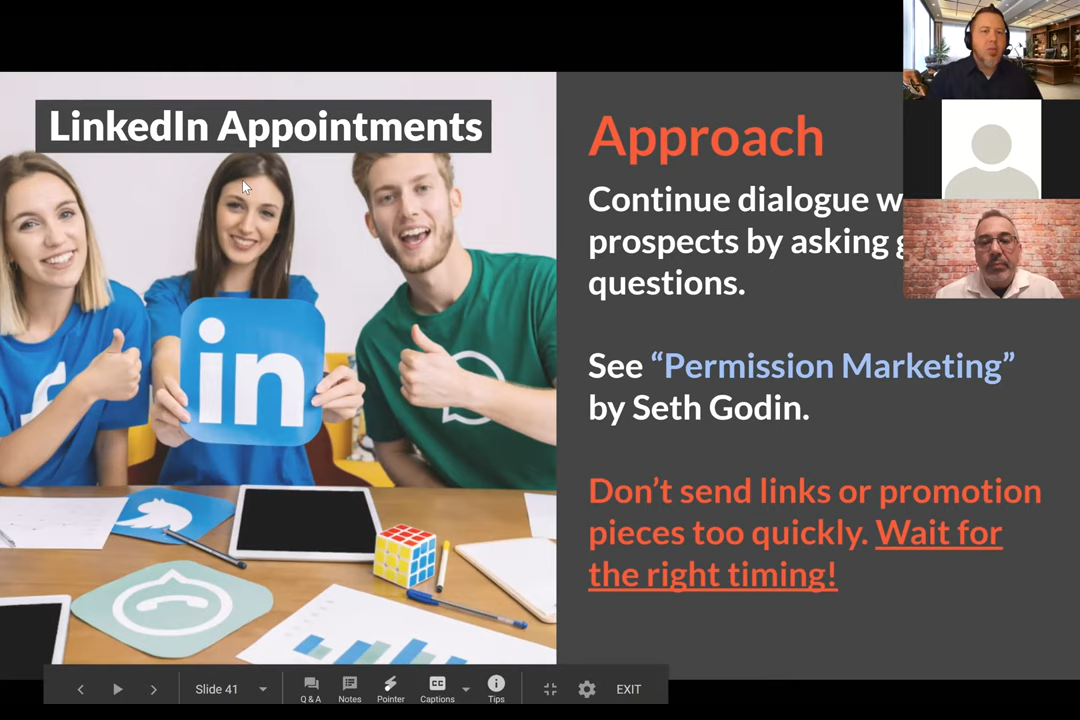 LinkedIn Appointments
in
f
Approach
Continue dialogue
prospects by asking
questions.
See “Permission Marketing”
by Seth Godin.
Don’t send links or promotion
pieces too quickly. Wait for
the right timing!
Slide 41
Q & A
Notes
Pointer
CC
Captions
Tips
EXIT